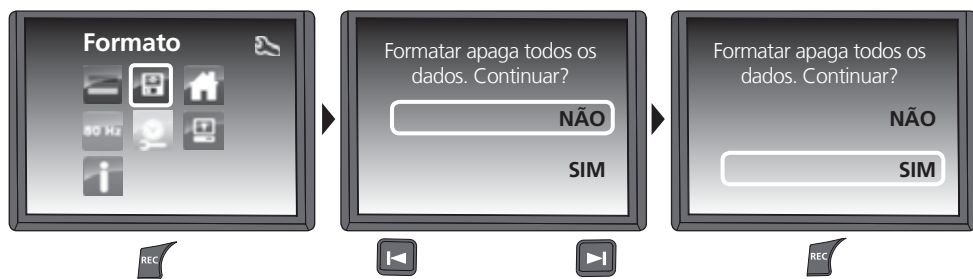 Formato
80 Hz
Formatar apaga todos os
dados. Continuar?
NÃO
SIM
Formatar apaga todos os
dados. Continuar?
NÃO
SIM
REC
REC